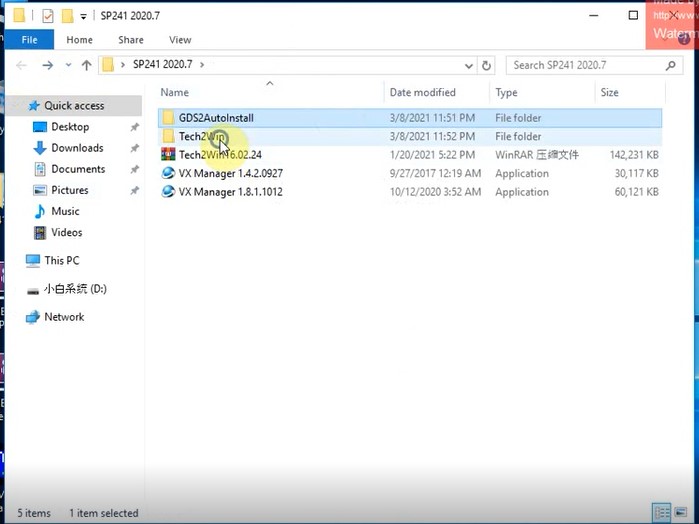 SP241 2020.7
made by
http://www
Watermark
File Home Share View
SP241 2020.7
Search SP241 2020.7
Name Date modified Type Size
Quick access
Desktop
Downloads
Documents
Pictures
Music
Videos
This PC
小白系统 (D:)
Network
GDS2AutoInstall 3/8/2021 11:51 PM File folder
Tech2Win 3/8/2021 11:52 PM File folder
Tech2Win16.02.24 1/20/2021 5:22 PM WinRAR 压缩文件 142,231 KB
VX Manager 1.4.2.0927 9/27/2017 12:19 AM Application 30,117 KB
VX Manager 1.8.1.1012 10/12/2020 3:52 AM Application 60,121 KB
5 items 1 item selected